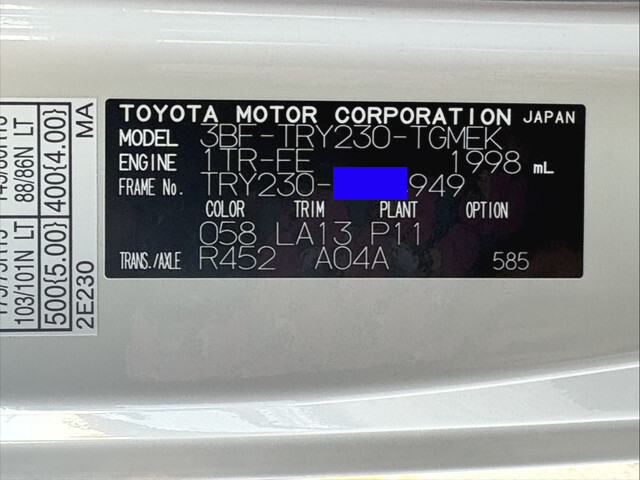 TOYOTA MOTOR CORPORATION JAPAN
MODEL 3BF-TRY230-TGMEK
ENGINE 1TR-FE 1998 mL
FRAME No. TRY230- 949
COLOR TRIM PLANT OPTION
058 LA13 P11
TRANS./AXLE R452 A04A 585
103/101N LT
88/86N LT
500{5.00}
400{4.00}
2E230
MA